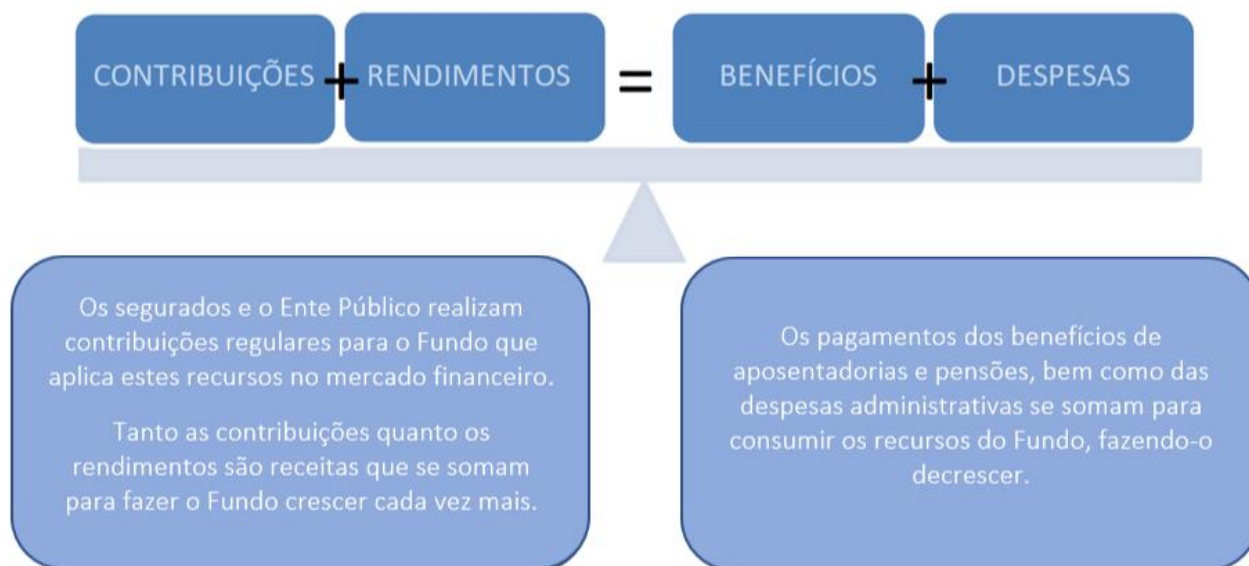 CONTRIBUIÇÕES + RENDIMENTOS = BENEFÍCIOS + DESPESAS
Os segurados e o Ente Público realizam
contribuições regulares para o Fundo que
aplica estes recursos no mercado financeiro.
Tanto as contribuições quanto os
rendimentos são receitas que se somam
para fazer o Fundo crescer cada vez mais.
Os pagamentos dos benefícios de
aposentadorias e pensões, bem como das
despesas administrativas se somam para
consumir os recursos do Fundo, fazendo-o
decrescer.